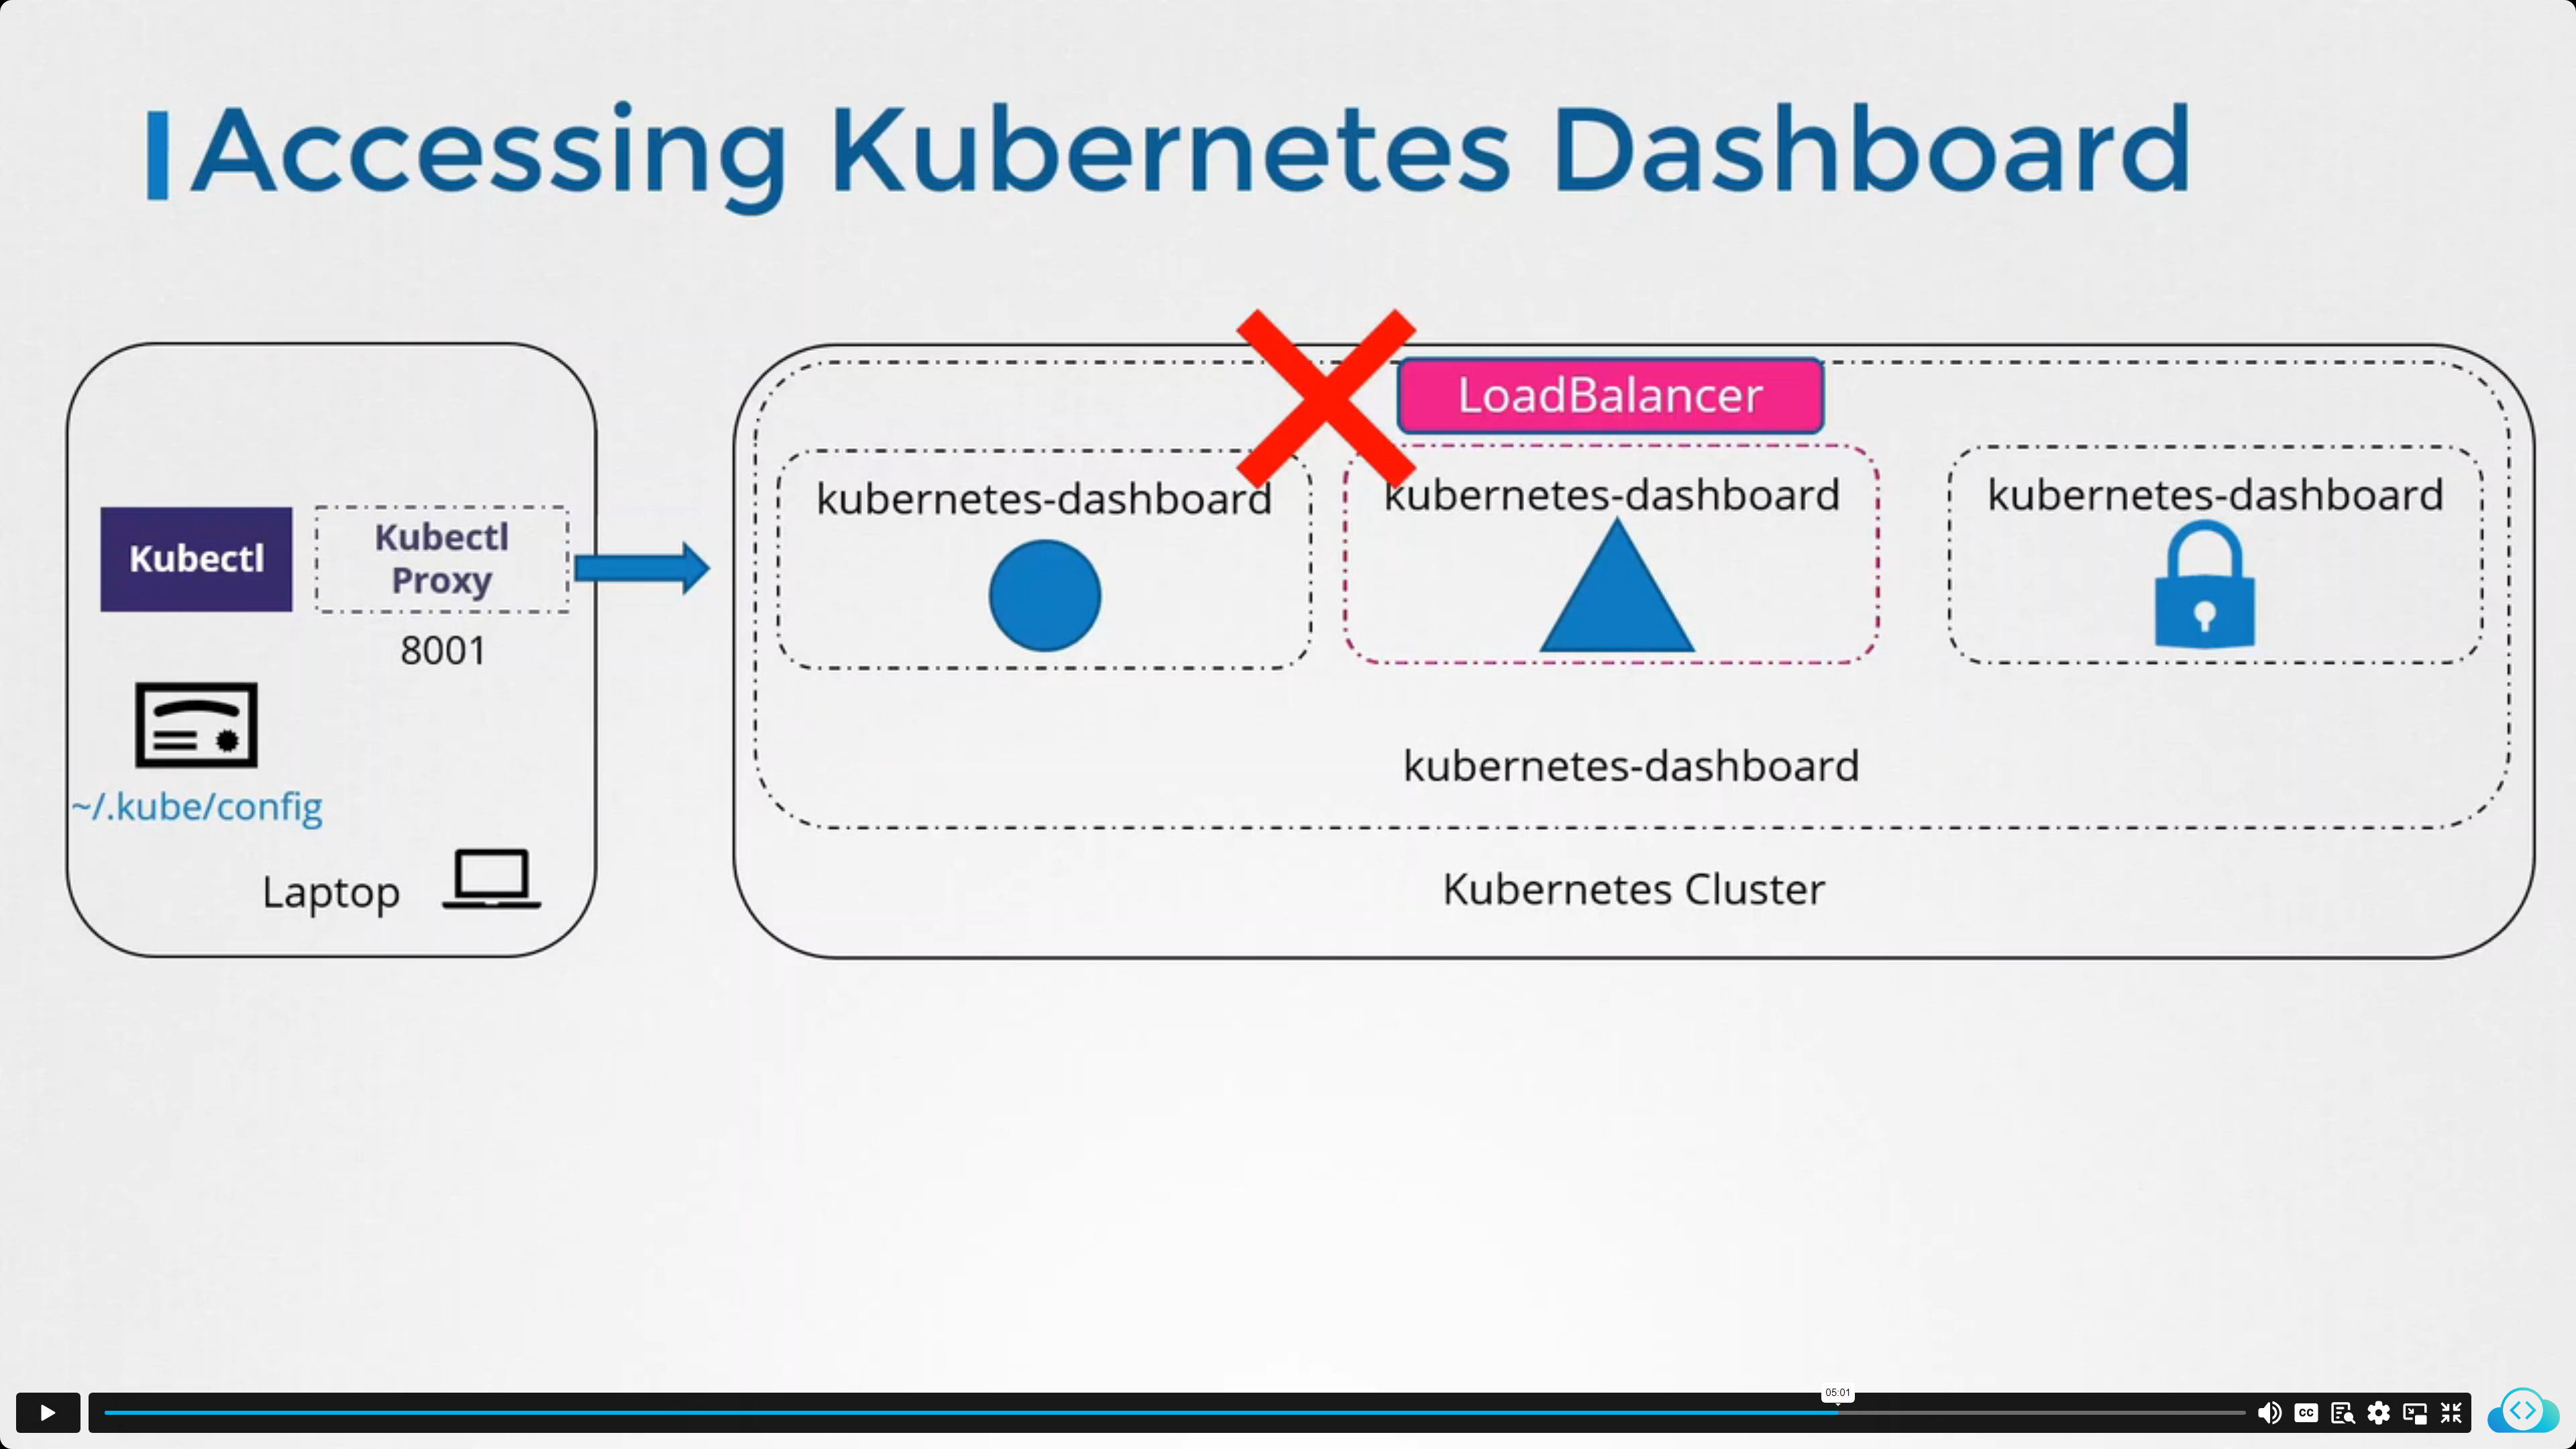 Accessing Kubernetes Dashboard
LoadBalancer
kubernetes-dashboard
kubernetes-dashboard
kubernetes-dashboard
Kubectl
Kubectl
Proxy
8001
~/.kube/config
kubernetes-dashboard
Laptop
Kubernetes Cluster
05:01
CC